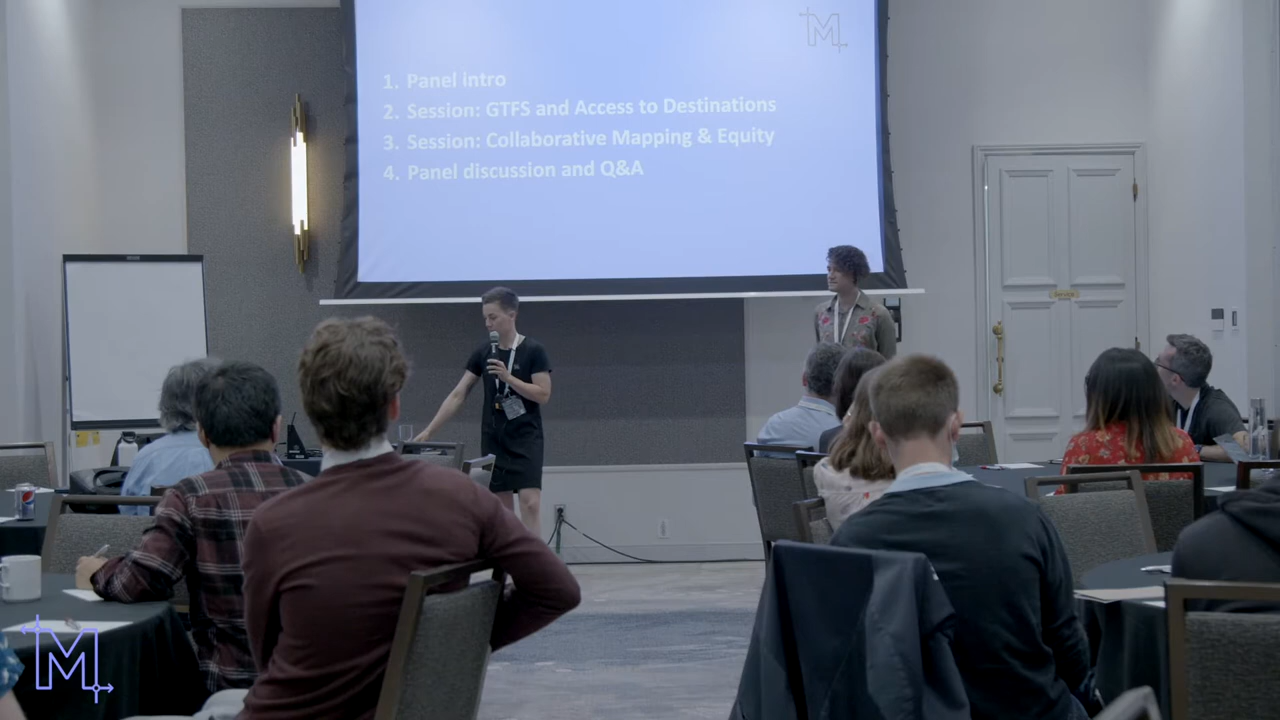 M
1. Panel intro
2. Session: GTFS and Access to Destinations
3. Session: Collaborative Mapping & Equity
4. Panel discussion and Q&A
M